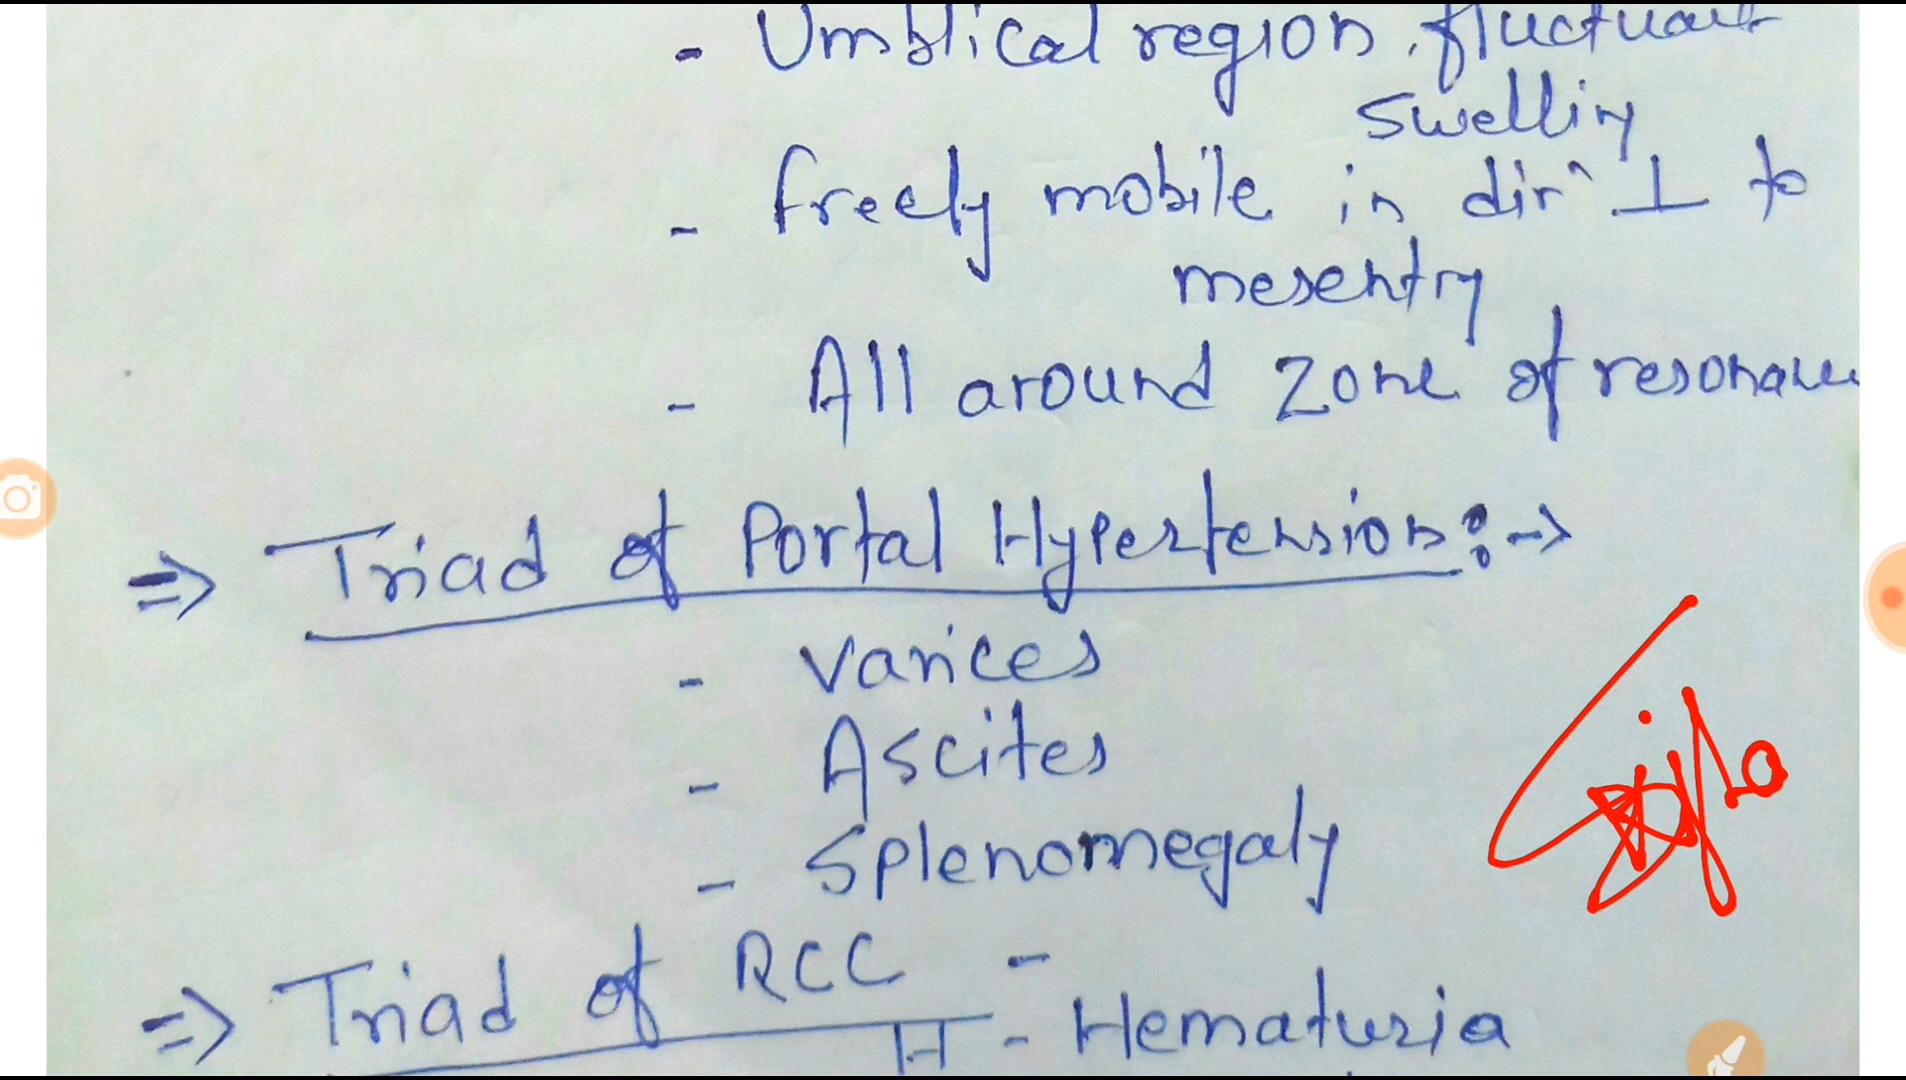 - Umblical region, fluctuant
swelling
- freely mobile in dirⁿ ⊥ to
mesentry
- All around zone of resonance
=> Triad of Portal Hypertension:->
- Varices
- Ascites
- Splenomegaly
=> Triad of RCC -
H - Hematuria